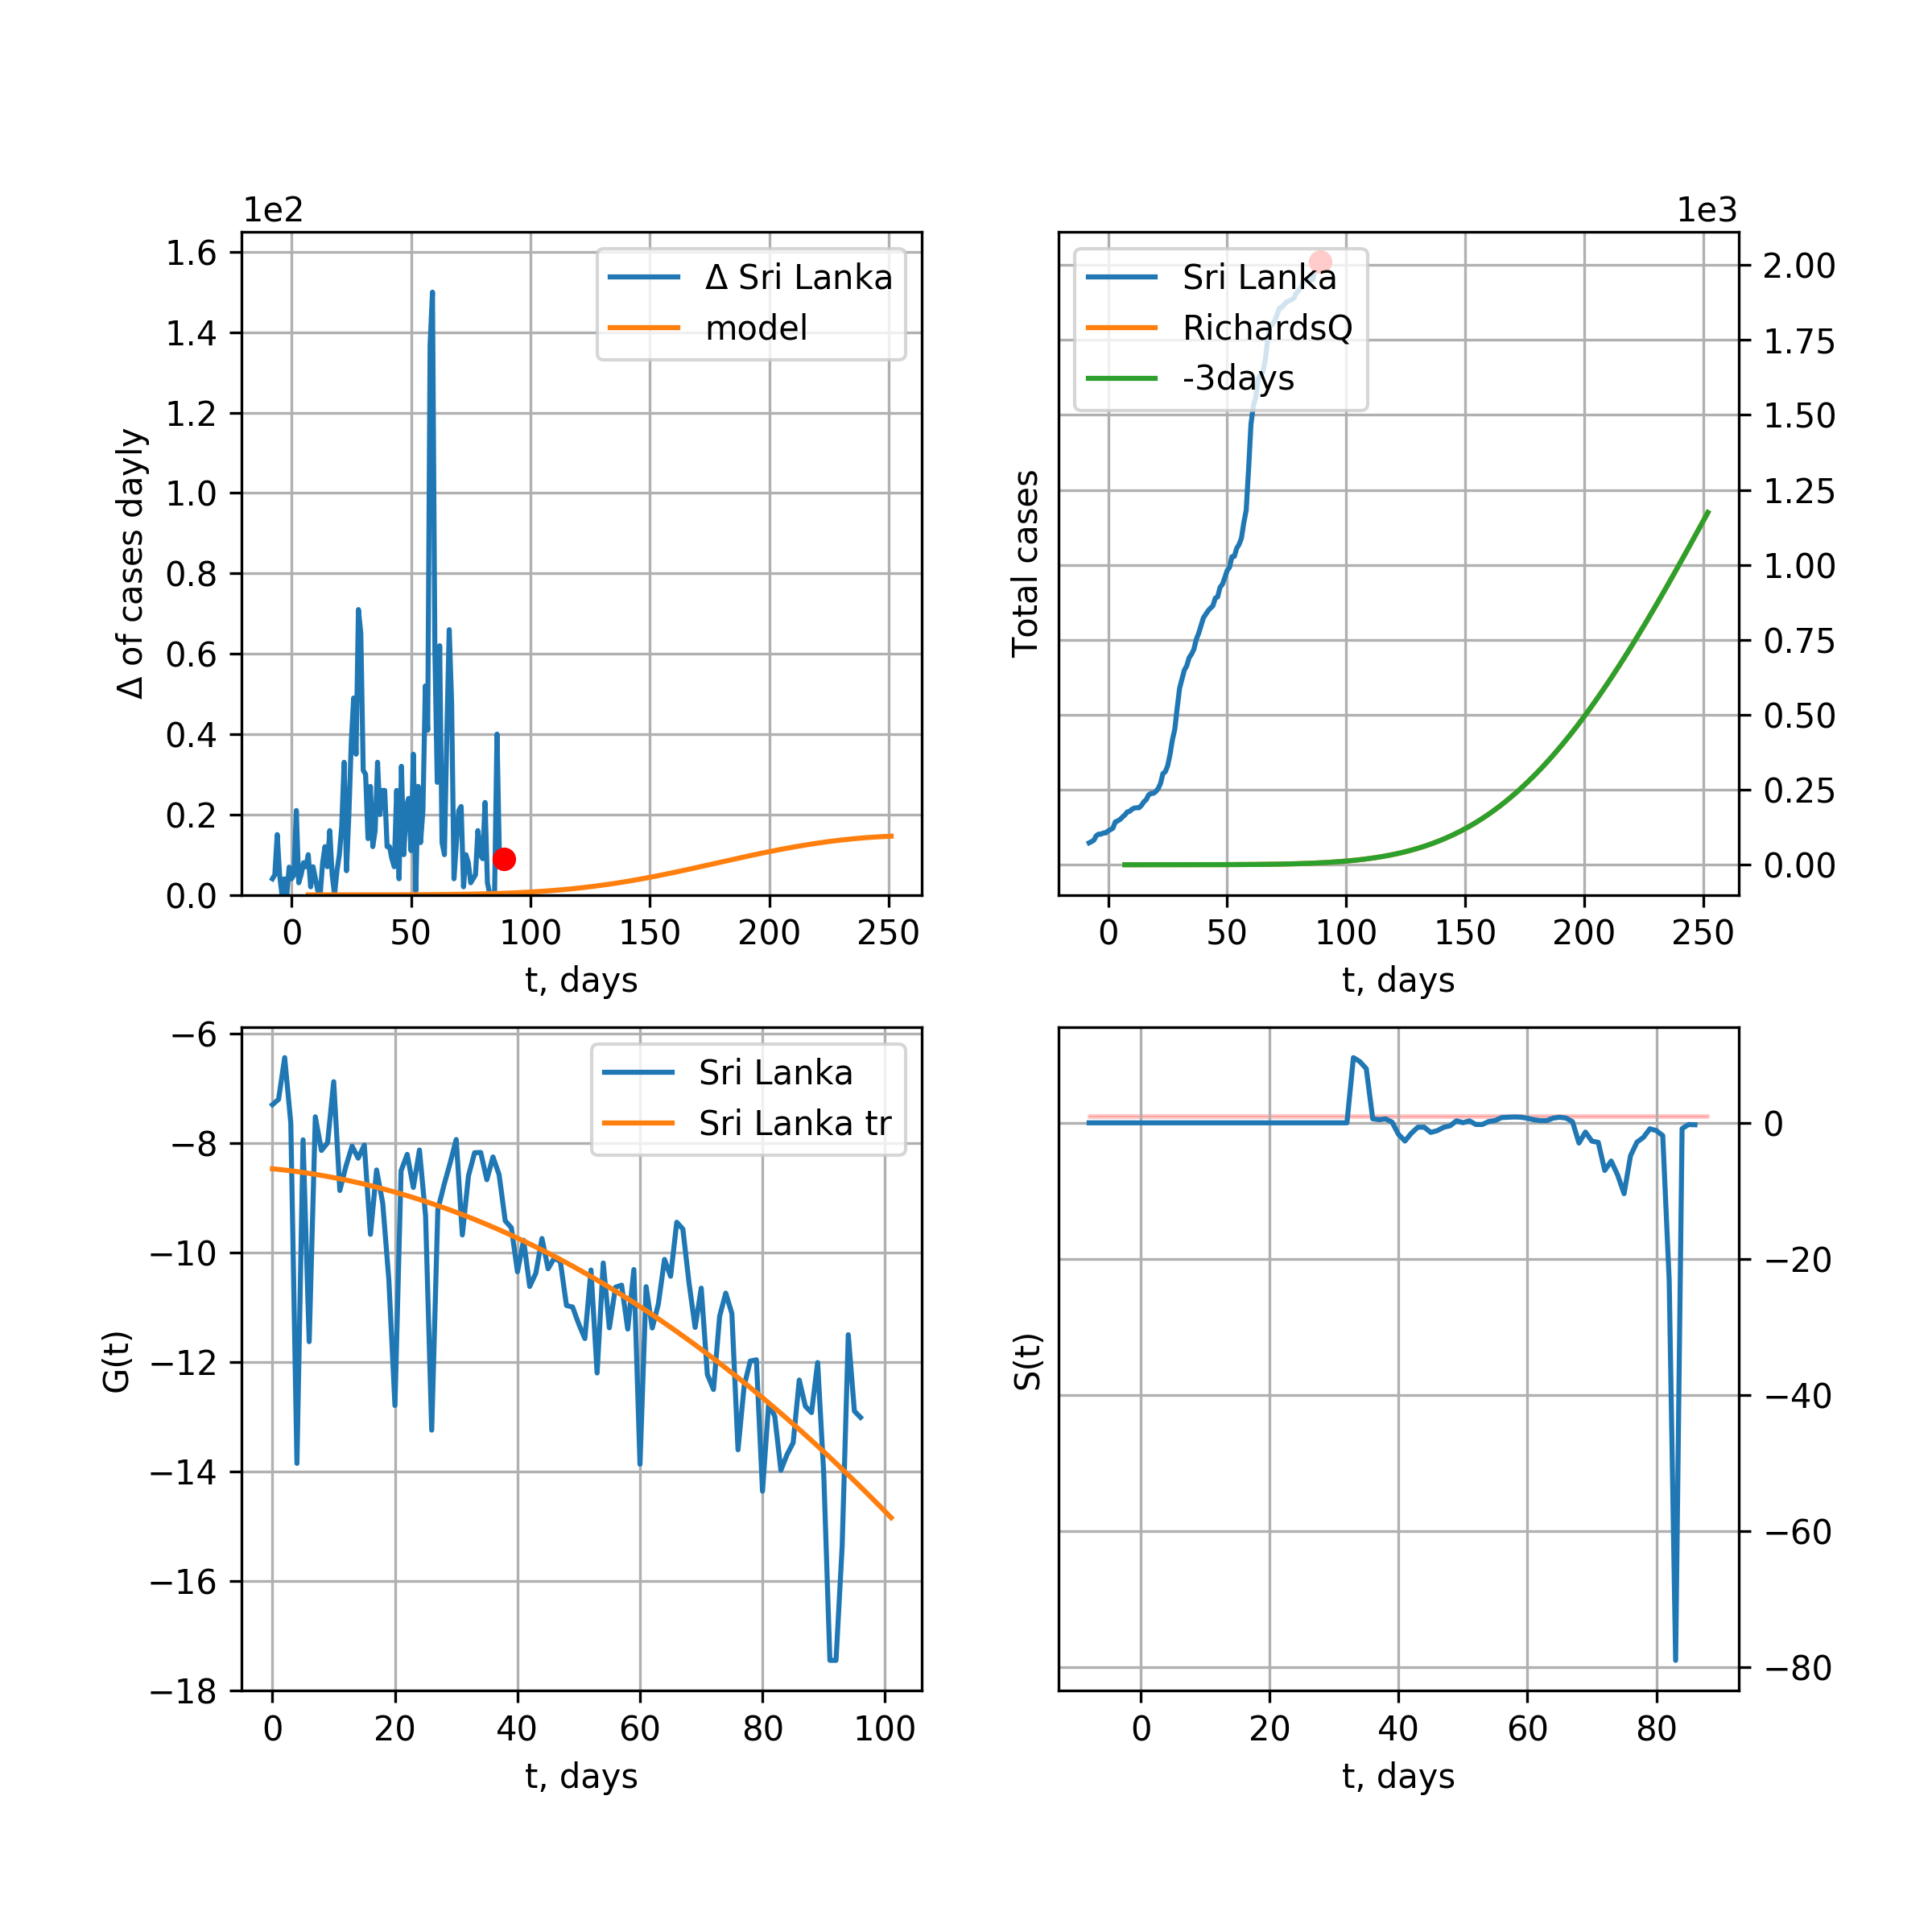 1e2
Δ of cases dayly
1.6
1.4
1.2
1.0
0.8
0.6
0.4
0.2
0.0
Δ Sri Lanka
model
0 50 100 150 200 250
t, days
1e3
Total cases
Sri Lanka
RichardsQ
-3days
2.00
1.75
1.50
1.25
1.00
0.75
0.50
0.25
0.00
0 50 100 150 200 250
t, days
G(t)
−6
−8
−10
−12
−14
−16
−18
Sri Lanka
Sri Lanka tr
0 20 40 60 80 100
t, days
S(t)
0
−20
−40
−60
−80
0 20 40 60 80
t, days